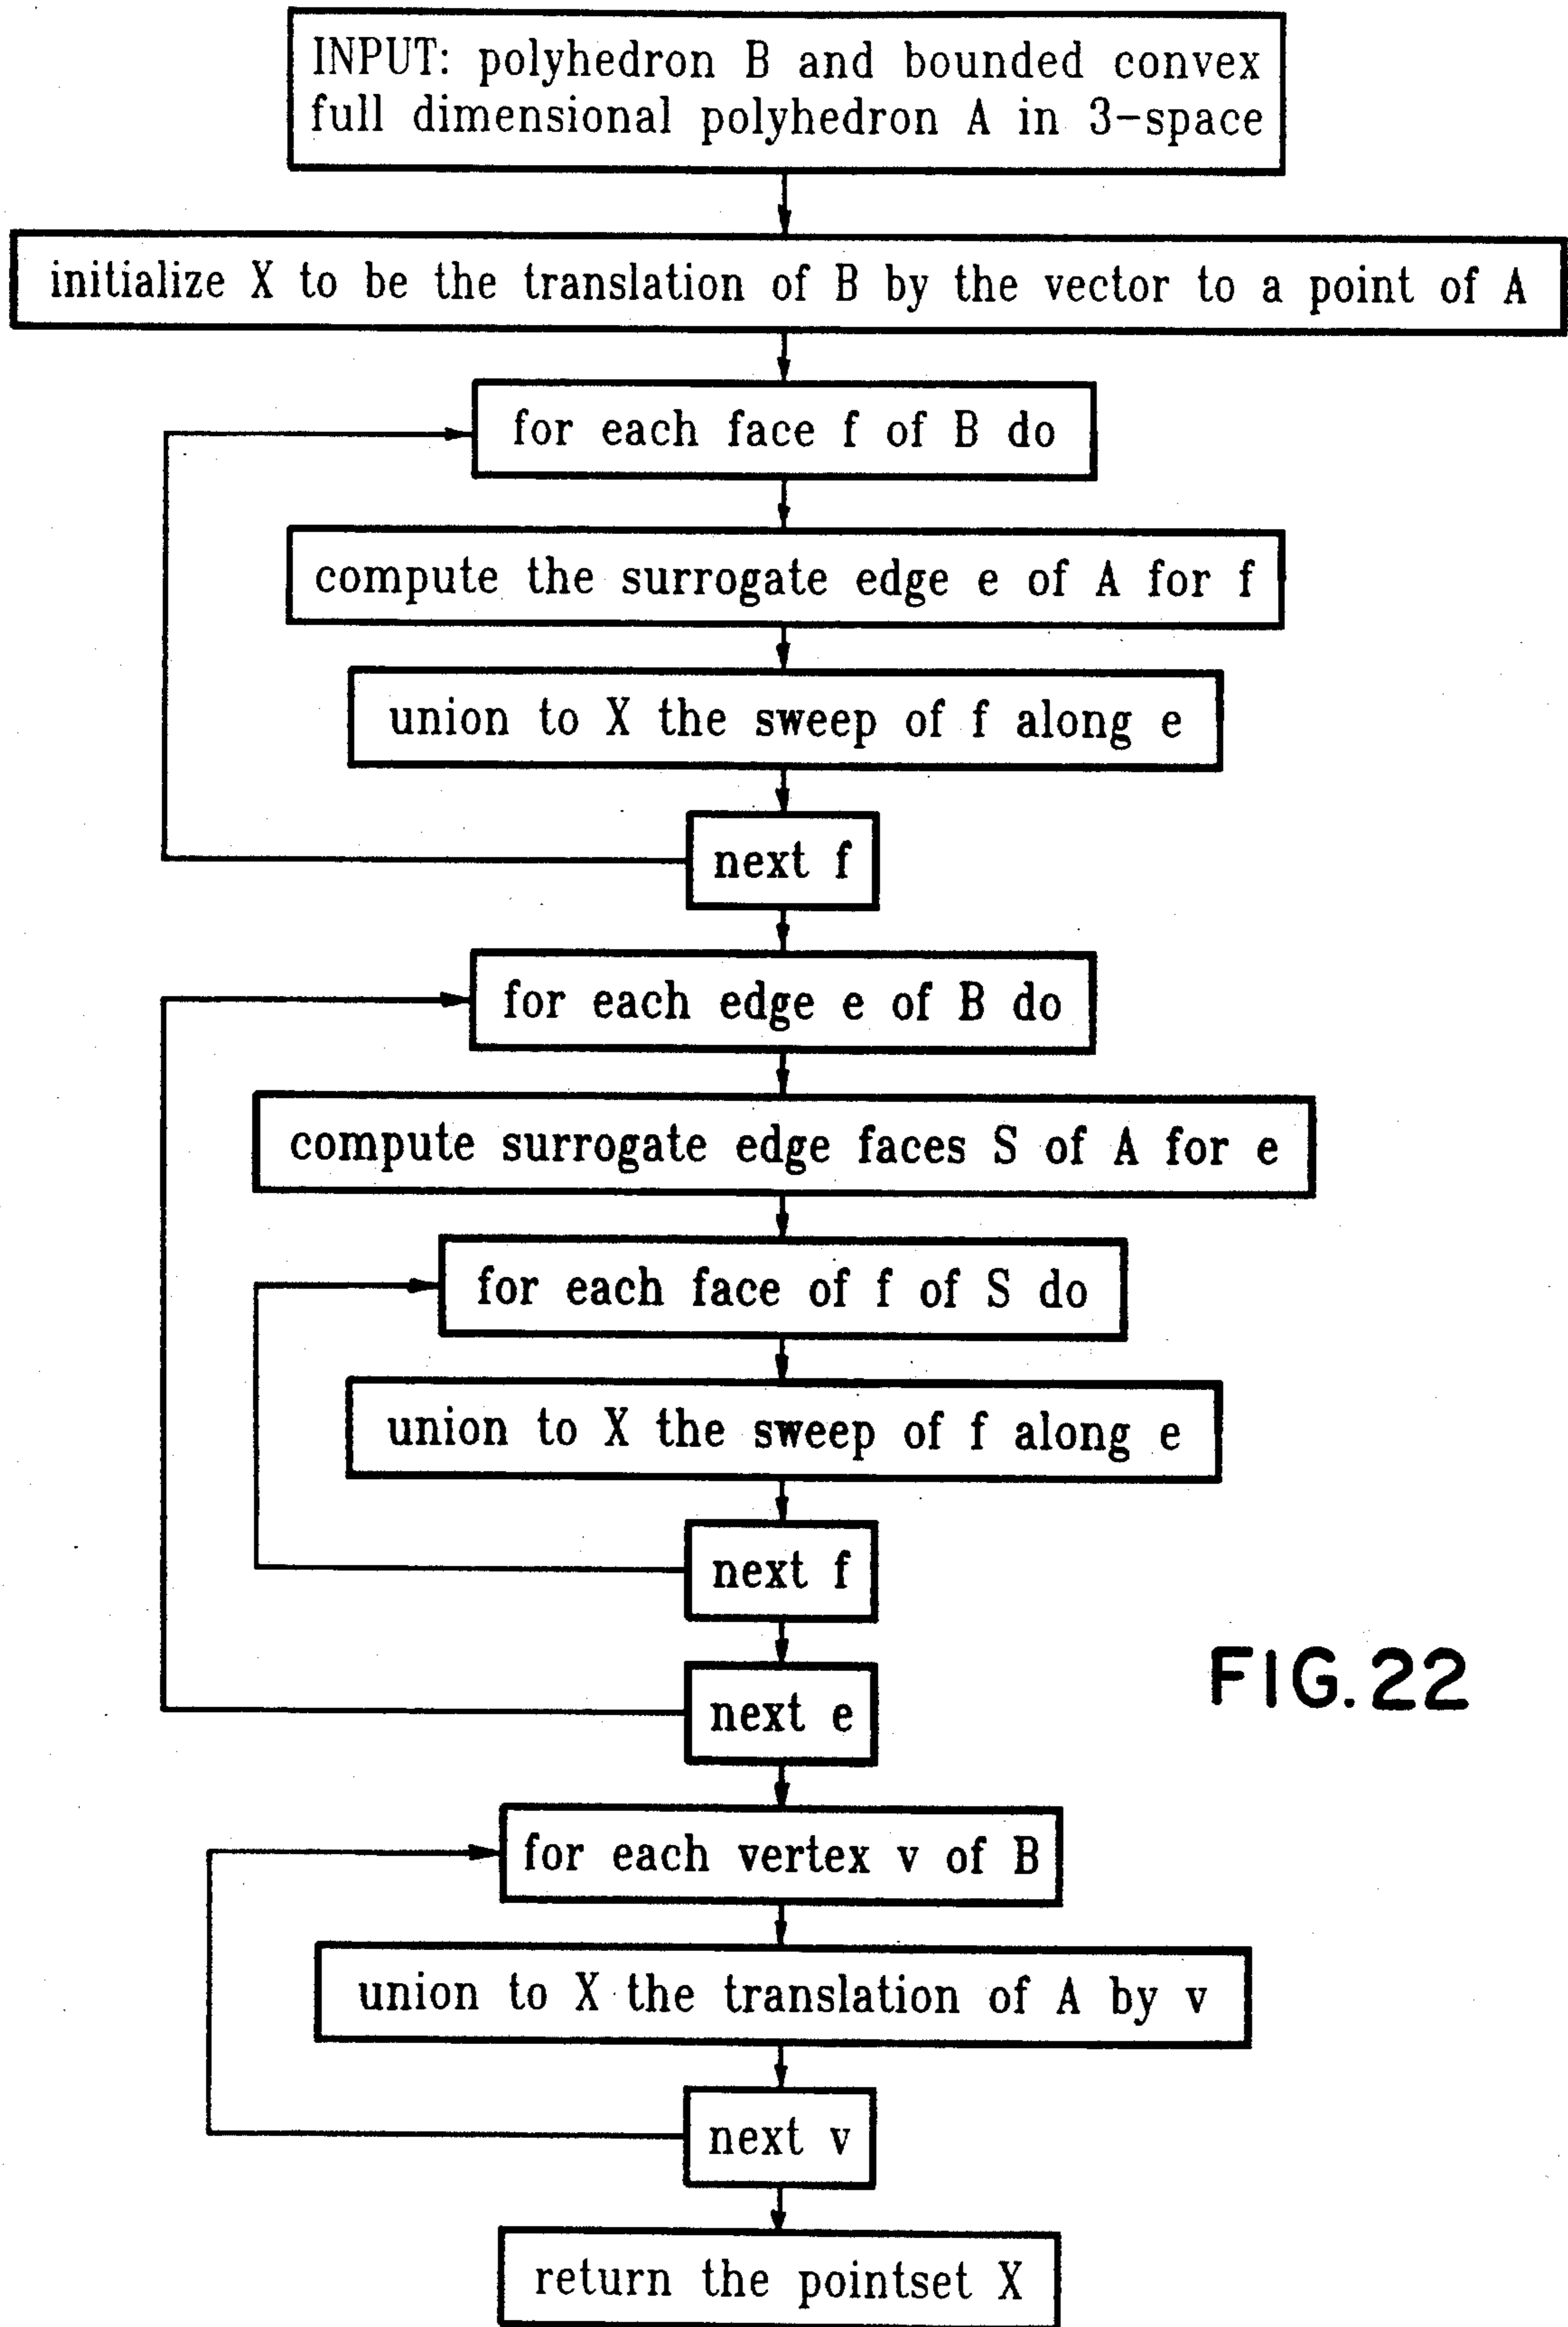 INPUT: polyhedron B and bounded convex
full dimensional polyhedron A in 3-space
initialize X to be the translation of B by the vector to a point of A
for each face f of B do
compute the surrogate edge e of A for f
union to X the sweep of f along e
next f
for each edge e of B do
compute surrogate edge faces S of A for e
for each face of f of S do
union to X the sweep of f along e
next f
next e
FIG.22
for each vertex v of B
union to X the translation of A by v
next v
return the pointset X